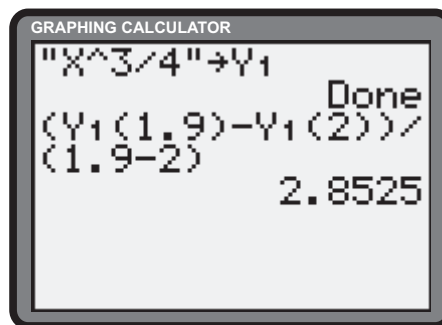 GRAPHING CALCULATOR
"X^3/4"→Y₁
Done
(Y₁(1.9)−Y₁(2))/
(1.9−2)
2.8525